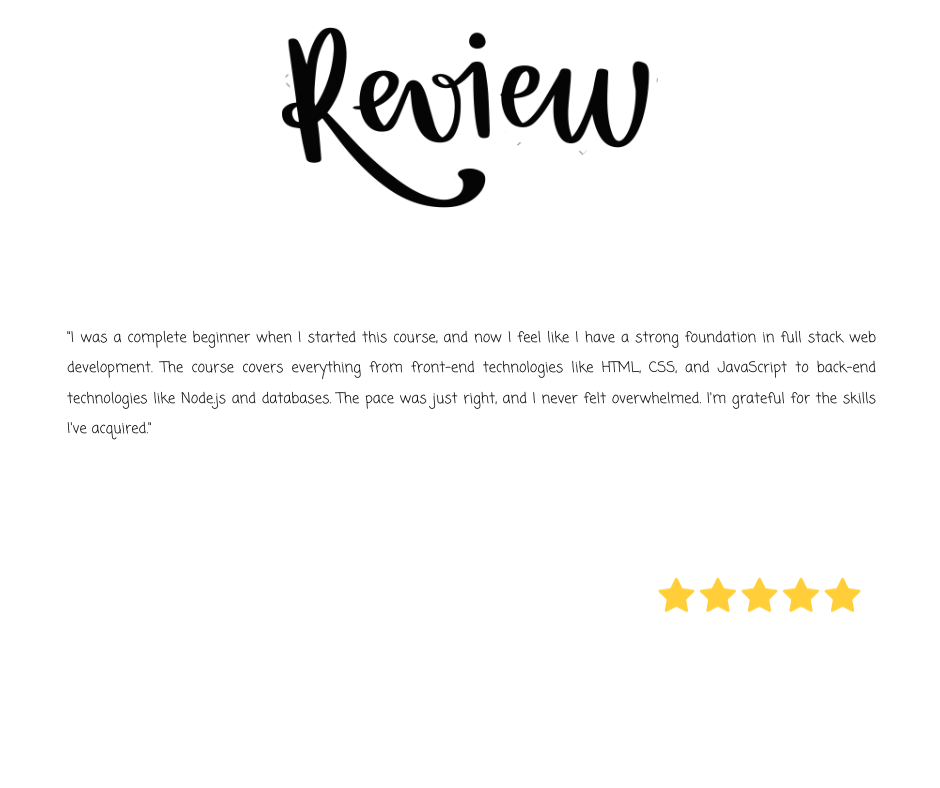 Review
"I was a complete beginner when I started this course, and now I feel like I have a strong foundation in full stack web
development. The course covers everything from front-end technologies like HTML, CSS, and JavaScript to back-end
technologies like Node.js and databases. The pace was just right, and I never felt overwhelmed. I'm grateful for the skills
I've acquired."